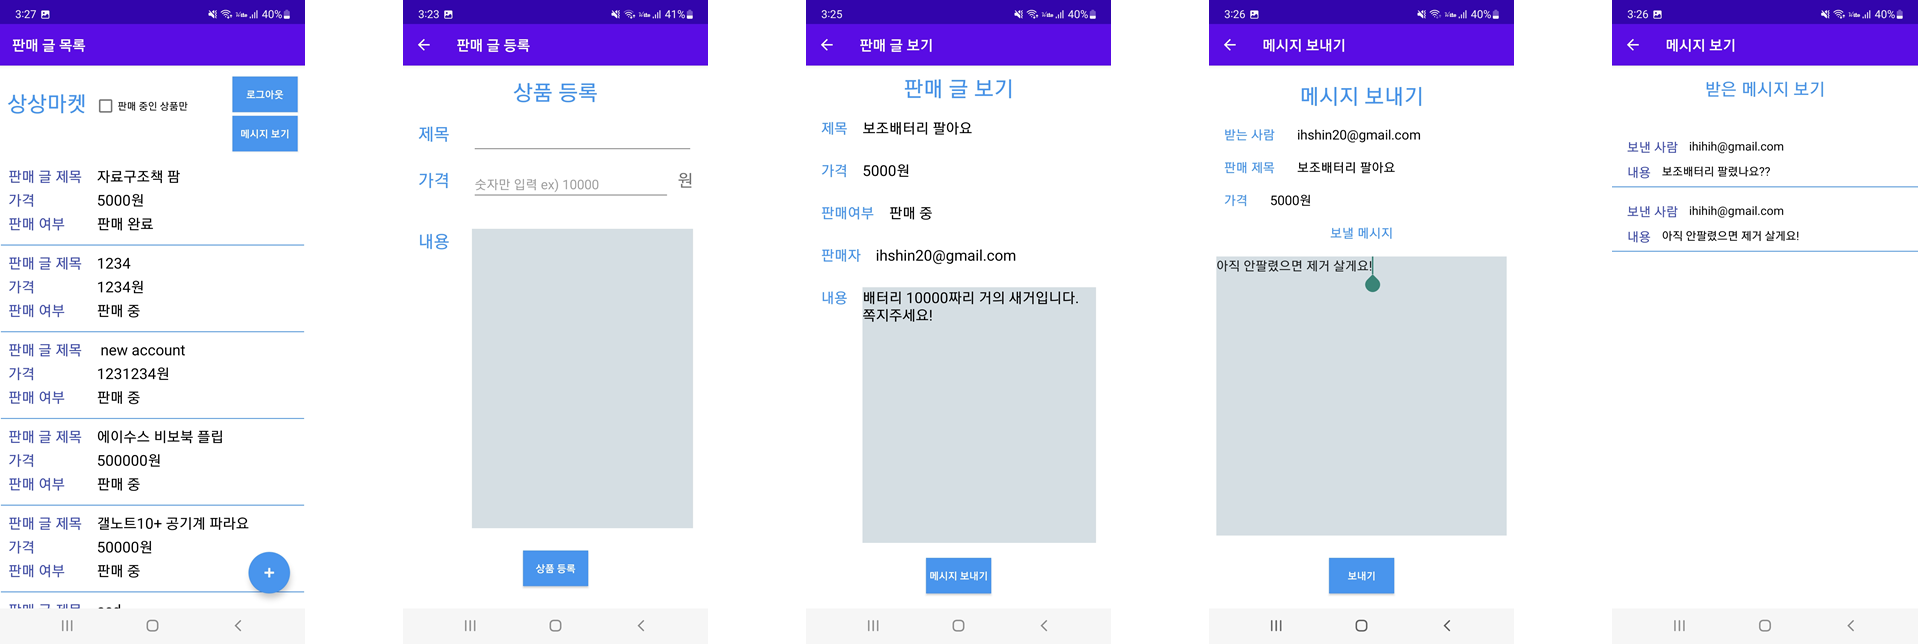 3:27 40%
판매 글 목록
상상마켓
판매 중인 상품만
로그아웃
메시지 보기
판매 글 제목 자료구조책 팜
가격 5000원
판매 여부 판매 완료
판매 글 제목 1234
가격 1234원
판매 여부 판매 중
판매 글 제목 new account
가격 1231234원
판매 여부 판매 중
판매 글 제목 에이수스 비보북 플립
가격 500000원
판매 여부 판매 중
판매 글 제목 갤노트10+ 공기계 파라요
가격 50000원
판매 여부 판매 중
+
3:23 41%
판매 글 등록
상품 등록
제목
가격 숫자만 입력 ex) 10000 원
내용
상품 등록
3:25 40%
판매 글 보기
판매 글 보기
제목 보조배터리 팔아요
가격 5000원
판매여부 판매 중
판매자 ihshin20@gmail.com
내용 배터리 10000짜리 거의 새거입니다.
쪽지주세요!
메시지 보내기
3:26 40%
메시지 보내기
메시지 보내기
받는 사람 ihshin20@gmail.com
판매 제목 보조배터리 팔아요
가격 5000원
보낼 메시지
아직 안팔렸으면 제거 살게요!
보내기
3:26 40%
메시지 보기
받은 메시지 보기
보낸 사람 ihihih@gmail.com
내용 보조배터리 팔렸나요??
보낸 사람 ihihih@gmail.com
내용 아직 안팔렸으면 제거 살게요!